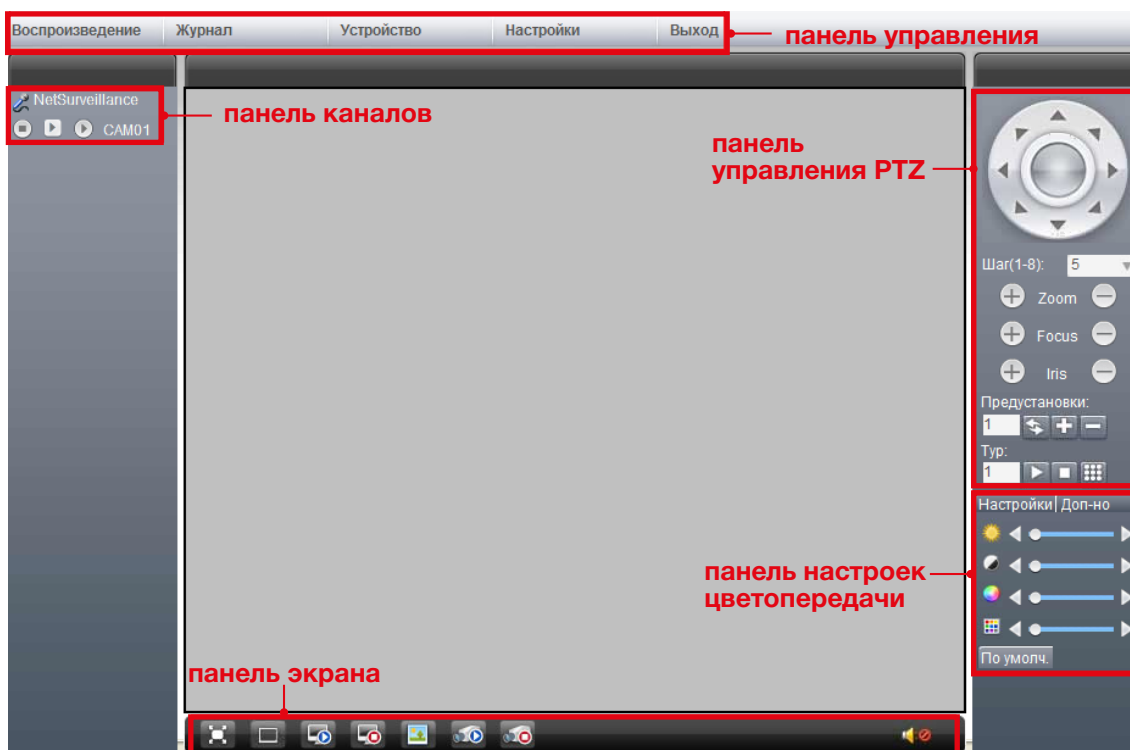 Воспроизведение Журнал Устройство Настройки Выход
панель управления
NetSurveillance
CAM01
панель каналов
панель
управления PTZ
Шаг(1-8): 5
Zoom
Focus
Iris
Предустановки:
1
Тур:
1
Настройки Доп-но
панель настроек
цветопередачи
По умолч.
панель экрана